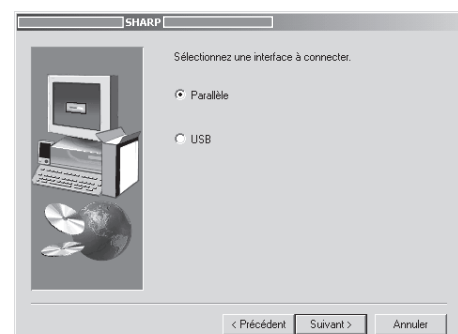 SHARP
Sélectionnez une interface à connecter.
Parallèle
USB
< Précédent Suivant > Annuler